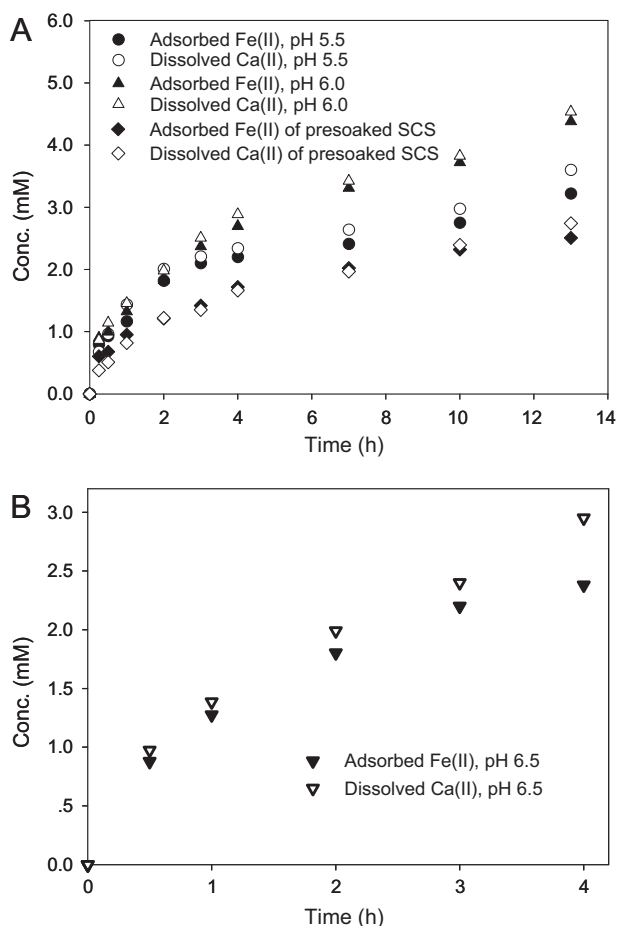 A
6.0
5.0
4.0
3.0
2.0
1.0
0.0
Conc. (mM)
Adsorbed Fe(II), pH 5.5
Dissolved Ca(II), pH 5.5
Adsorbed Fe(II), pH 6.0
Dissolved Ca(II), pH 6.0
Adsorbed Fe(II) of presoaked SCS
Dissolved Ca(II) of presoaked SCS
0 2 4 6 8 10 12 14
Time (h)
B
3.0
2.5
2.0
1.5
1.0
.5
0.0
Conc. (mM)
Adsorbed Fe(II), pH 6.5
Dissolved Ca(II), pH 6.5
0 1 2 3 4
Time (h)